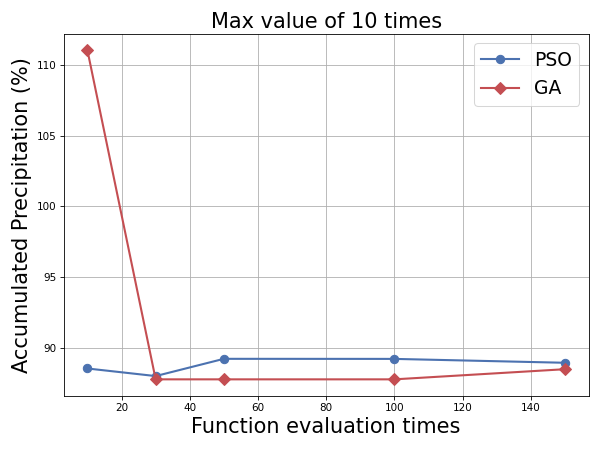 Max value of 10 times
PSO
GA
Accumulated Precipitation (%)
110
105
100
95
90
20 40 60 80 100 120 140
Function evaluation times